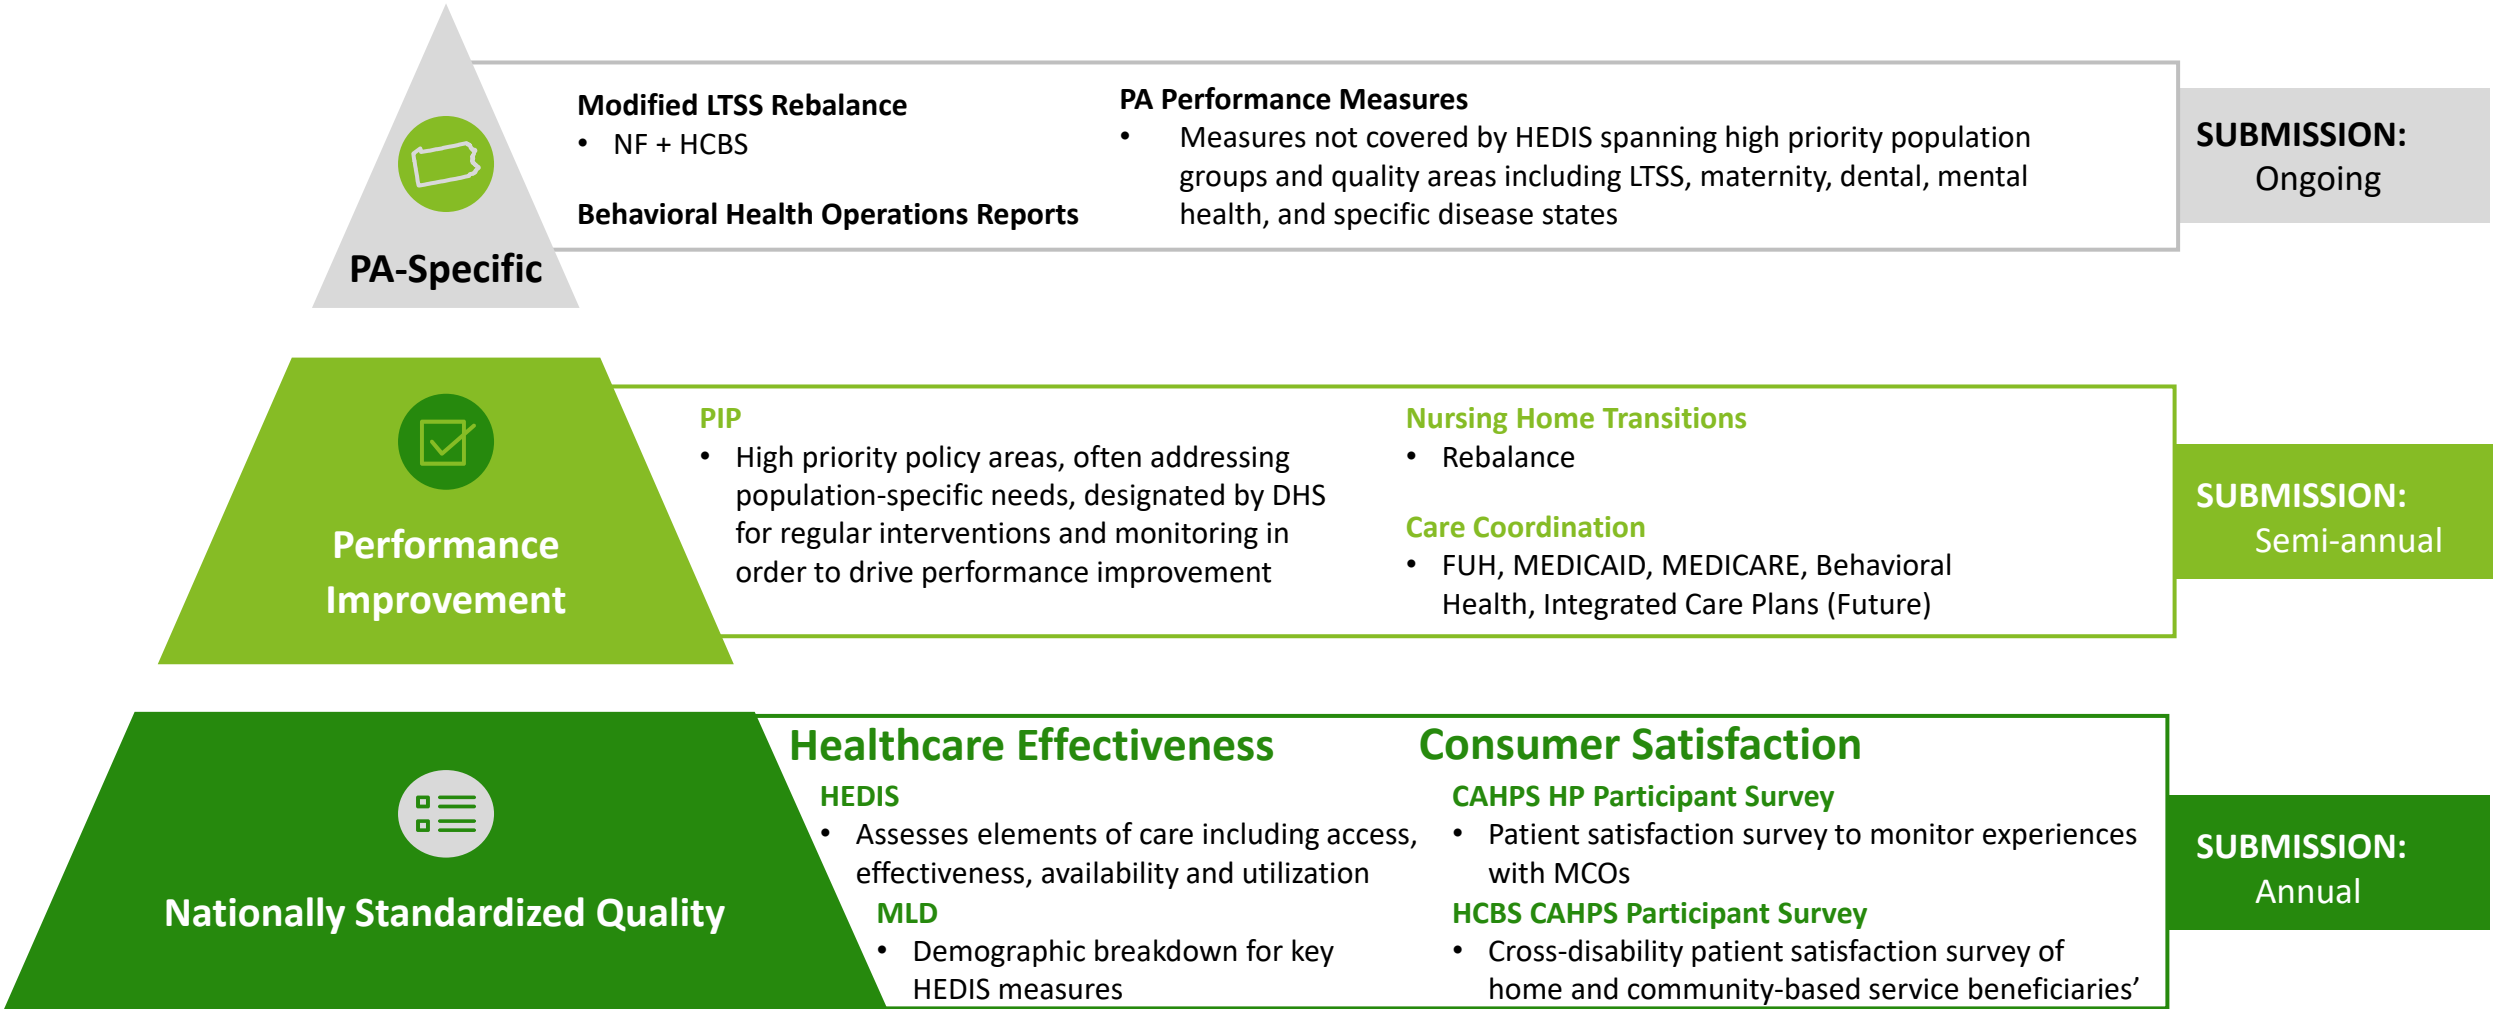 PA-Specific
Modified LTSS Rebalance
• NF + HCBS
Behavioral Health Operations Reports
PA Performance Measures
• Measures not covered by HEDIS spanning high priority population
groups and quality areas including LTSS, maternity, dental, mental
health, and specific disease states
SUBMISSION:
Ongoing
Performance
Improvement
PIP
• High priority policy areas, often addressing
population-specific needs, designated by DHS
for regular interventions and monitoring in
order to drive performance improvement
Nursing Home Transitions
• Rebalance
Care Coordination
• FUH, MEDICAID, MEDICARE, Behavioral
Health, Integrated Care Plans (Future)
SUBMISSION:
Semi-annual
Nationally Standardized Quality
Healthcare Effectiveness
HEDIS
• Assesses elements of care including access,
effectiveness, availability and utilization
MLD
• Demographic breakdown for key
HEDIS measures
Consumer Satisfaction
CAHPS HP Participant Survey
• Patient satisfaction survey to monitor experiences
with MCOs
HCBS CAHPS Participant Survey
• Cross-disability patient satisfaction survey of
home and community-based service beneficiaries’
SUBMISSION:
Annual